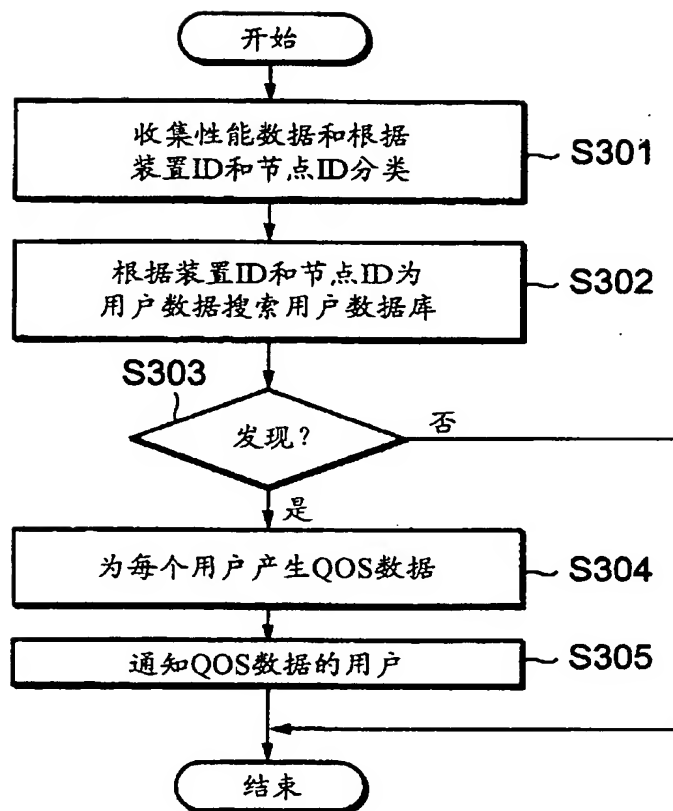 开始
收集性能数据和根据
装置ID和节点ID分类
S301
根据装置ID和节点ID为
用户数据搜索用户数据库
S302
S303
发现？
否
是
为每个用户产生QOS数据
S304
通知QOS数据的用户
S305
结束